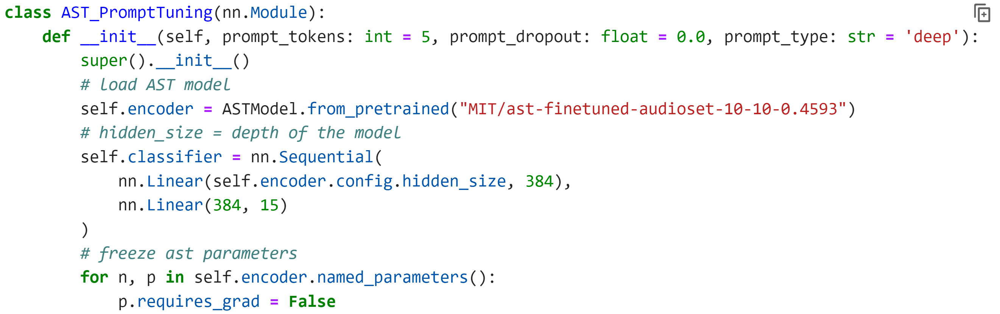 class AST_PromptTuning(nn.Module):
    def __init__(self, prompt_tokens: int = 5, prompt_dropout: float = 0.0, prompt_type: str = 'deep'):
        super().__init__()
        # load AST model
        self.encoder = ASTModel.from_pretrained("MIT/ast-finetuned-audioset-10-10-0.4593")
        # hidden_size = depth of the model
        self.classifier = nn.Sequential(
            nn.Linear(self.encoder.config.hidden_size, 384),
            nn.Linear(384, 15)
        )
        # freeze ast parameters
        for n, p in self.encoder.named_parameters():
            p.requires_grad = False